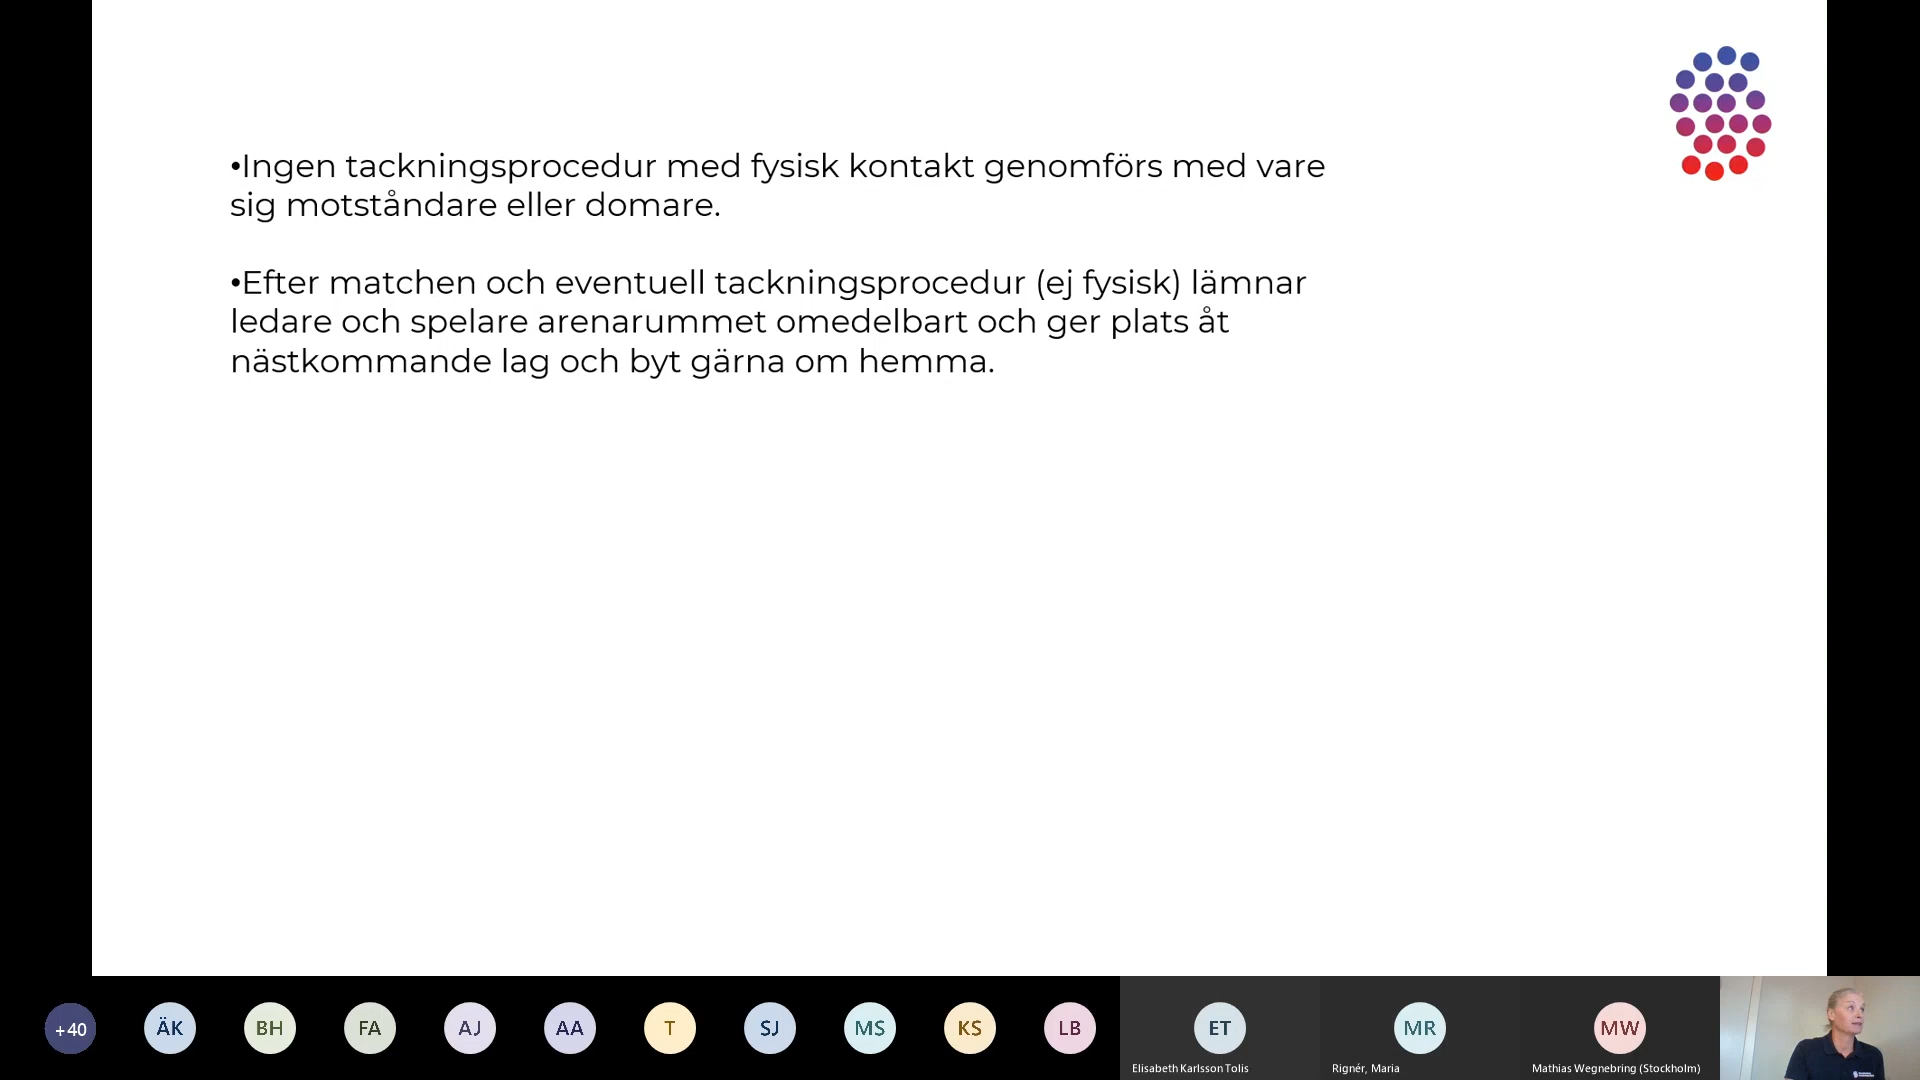 •Ingen tackningsprocedur med fysisk kontakt genomförs med vare
sig motståndare eller domare.
•Efter matchen och eventuell tackningsprocedur (ej fysisk) lämnar
ledare och spelare arenarummet omedelbart och ger plats åt
nästkommande lag och byt gärna om hemma.
+40 ÄK BH FA AJ AA T SJ MS KS LB ET MR MW
Elisabeth Karlsson Tolis Rignér, Maria Mathias Wegnebring (Stockholm)